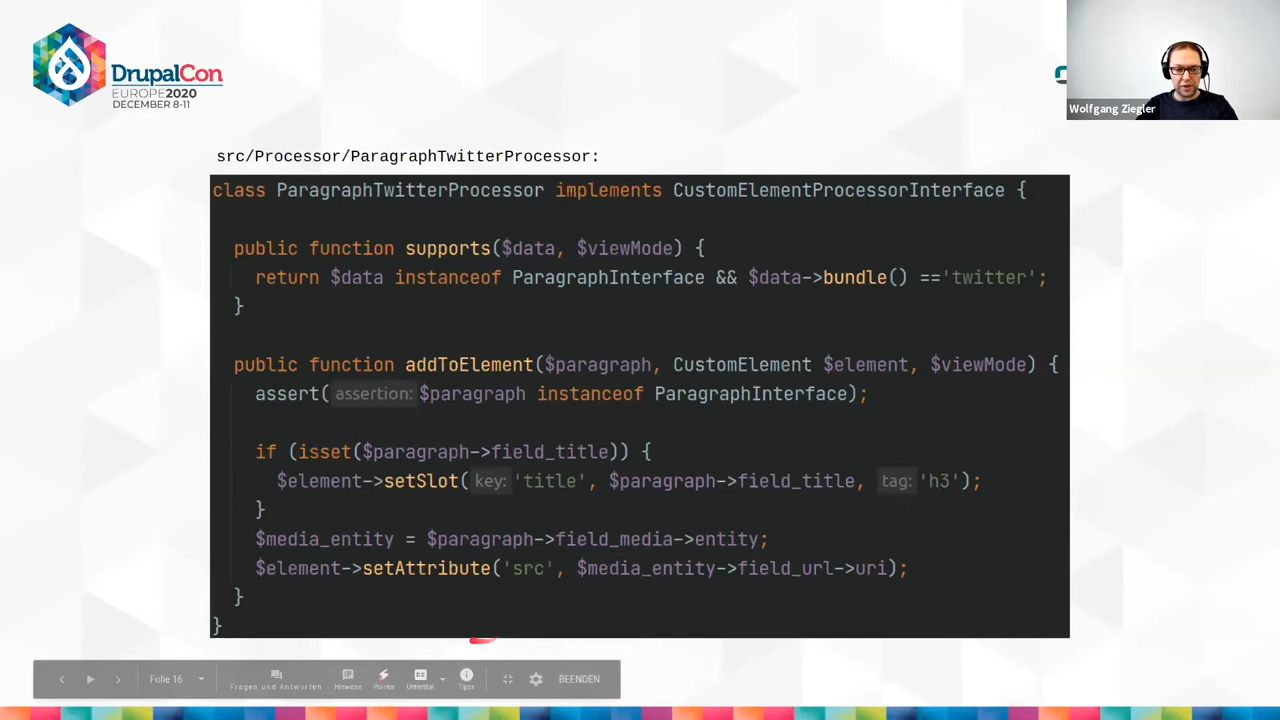 DrupalCon
EUROPE2020
DECEMBER 8-11
Wolfgang Ziegler
src/Processor/ParagraphTwitterProcessor:
class ParagraphTwitterProcessor implements CustomElementProcessorInterface {
public function supports($data, $viewMode) {
return $data instanceof ParagraphInterface && $data->bundle() =='twitter';
}
public function addToElement($paragraph, CustomElement $element, $viewMode) {
assert( assertion: $paragraph instanceof ParagraphInterface);
if (isset($paragraph->field_title)) {
$element->setSlot( key: 'title', $paragraph->field_title, tag: 'h3');
}
$media_entity = $paragraph->field_media->entity;
$element->setAttribute('src', $media_entity->field_url->uri);
}
}
Folie 16
Fragen und Antworten
Hinweise
Pointer
Untertitel
Tipps
BEENDEN